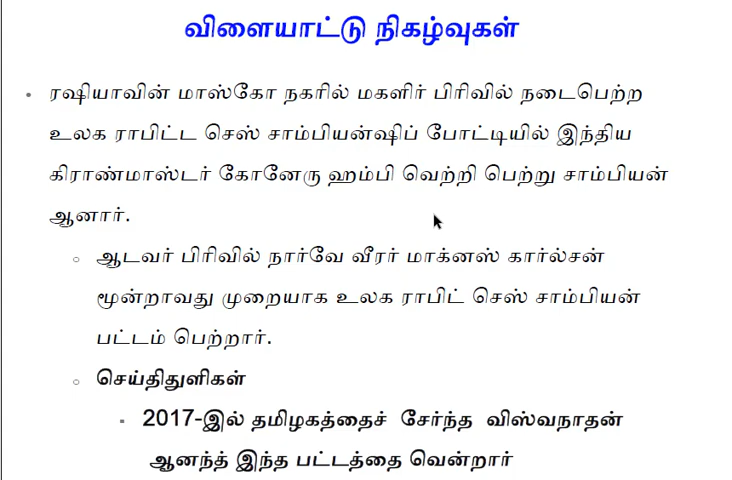 விளையாட்டு நிகழ்வுகள்
ரஷியாவின் மாஸ்கோ நகரில் மகளிர் பிரிவில் நடைபெற்ற
உலக ராபிட்ட செஸ் சாம்பியன்ஷிப் போட்டியில் இந்திய
கிராண்மாஸ்டர் கோனேரு ஹம்பி வெற்றி பெற்று சாம்பியன்
ஆனார்.
ஆடவர் பிரிவில் நார்வே வீரர் மாக்னஸ் கார்ல்சன்
மூன்றாவது முறையாக உலக ராபிட் செஸ் சாம்பியன்
பட்டம் பெற்றார்.
செய்திதுளிகள்
2017-இல் தமிழகத்தைச் சேர்ந்த விஸ்வநாதன்
ஆனந்த் இந்த பட்டத்தை வென்றார்